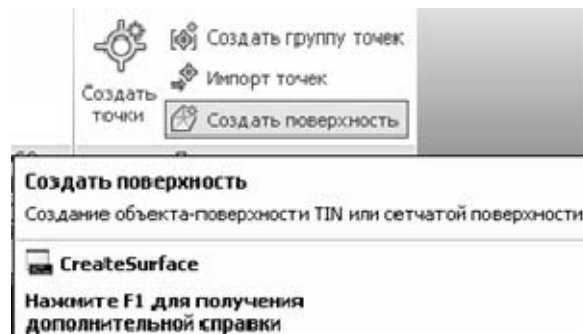 Создать группу точек
Импорт точек
Создать точки
Создать поверхность
Создать поверхность
Создание объекта-поверхности TIN или сетчатой поверхности
CreateSurface
Нажмите F1 для получения
дополнительной справки